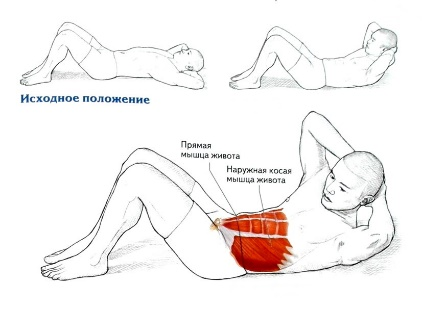 Исходное положение
Прямая
мышца живота
Наружная косая
мышца живота